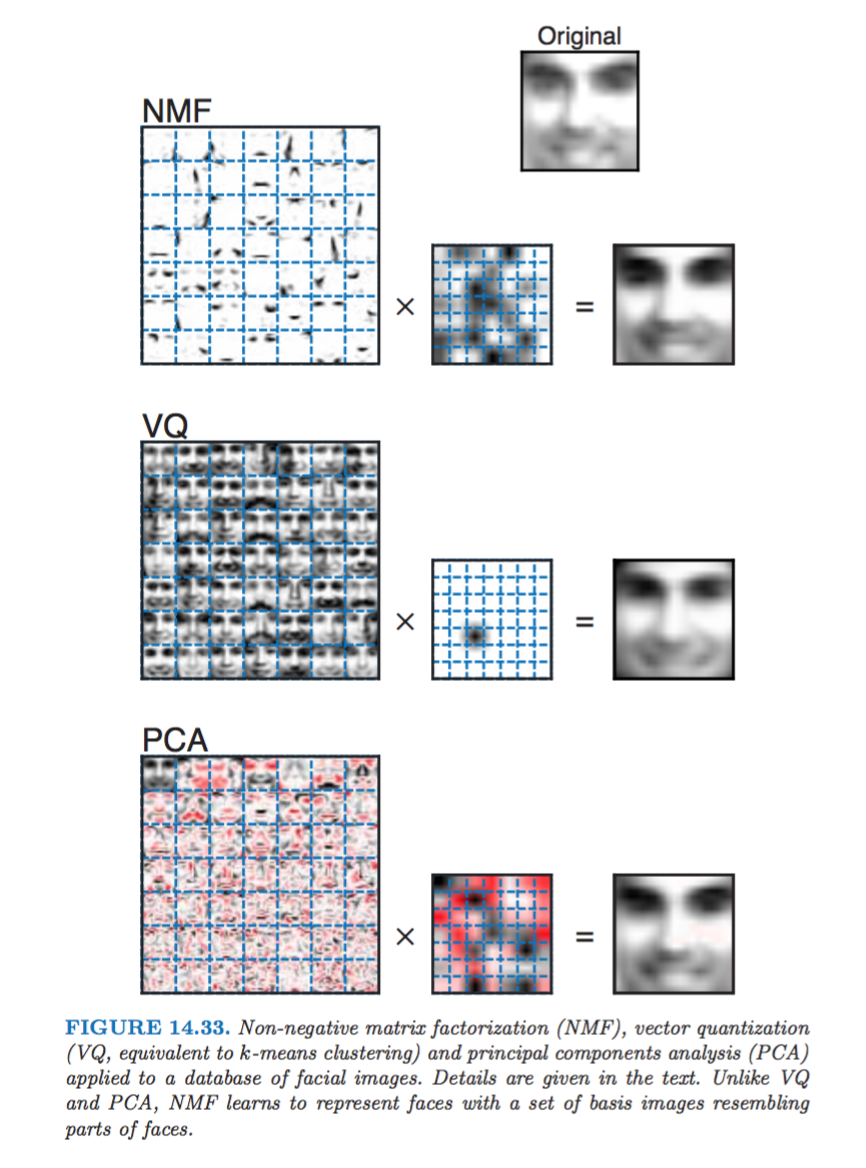 Original
NMF
×
=
VQ
×
=
PCA
×
=
FIGURE 14.33. Non-negative matrix factorization (NMF), vector quantization
(VQ, equivalent to k-means clustering) and principal components analysis (PCA)
applied to a database of facial images. Details are given in the text. Unlike VQ
and PCA, NMF learns to represent faces with a set of basis images resembling
parts of faces.